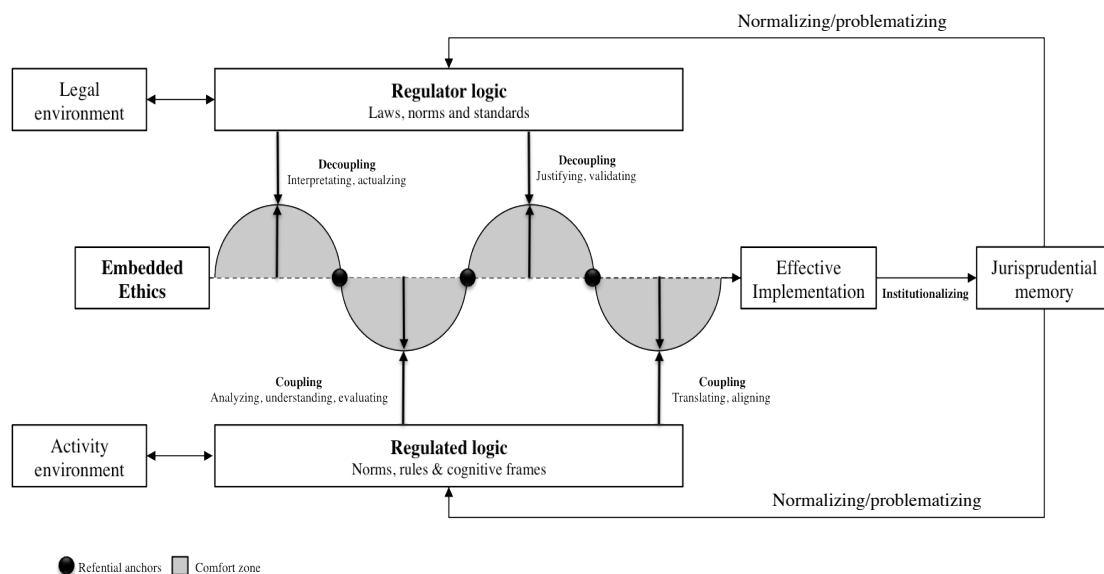 Normalizing/problematizing
Legal
environment
Regulator logic
Laws, norms and standards
Decoupling
Interpretating, actualzing
Decoupling
Justifying, validating
Embedded
Ethics
Effective
Implementation
Institutionalizing
Jurisprudential
memory
Coupling
Analyzing, understanding, evaluating
Coupling
Translating, aligning
Activity
environment
Regulated logic
Norms, rules & cognitive frames
Normalizing/problematizing
Refential anchors
Comfort zone